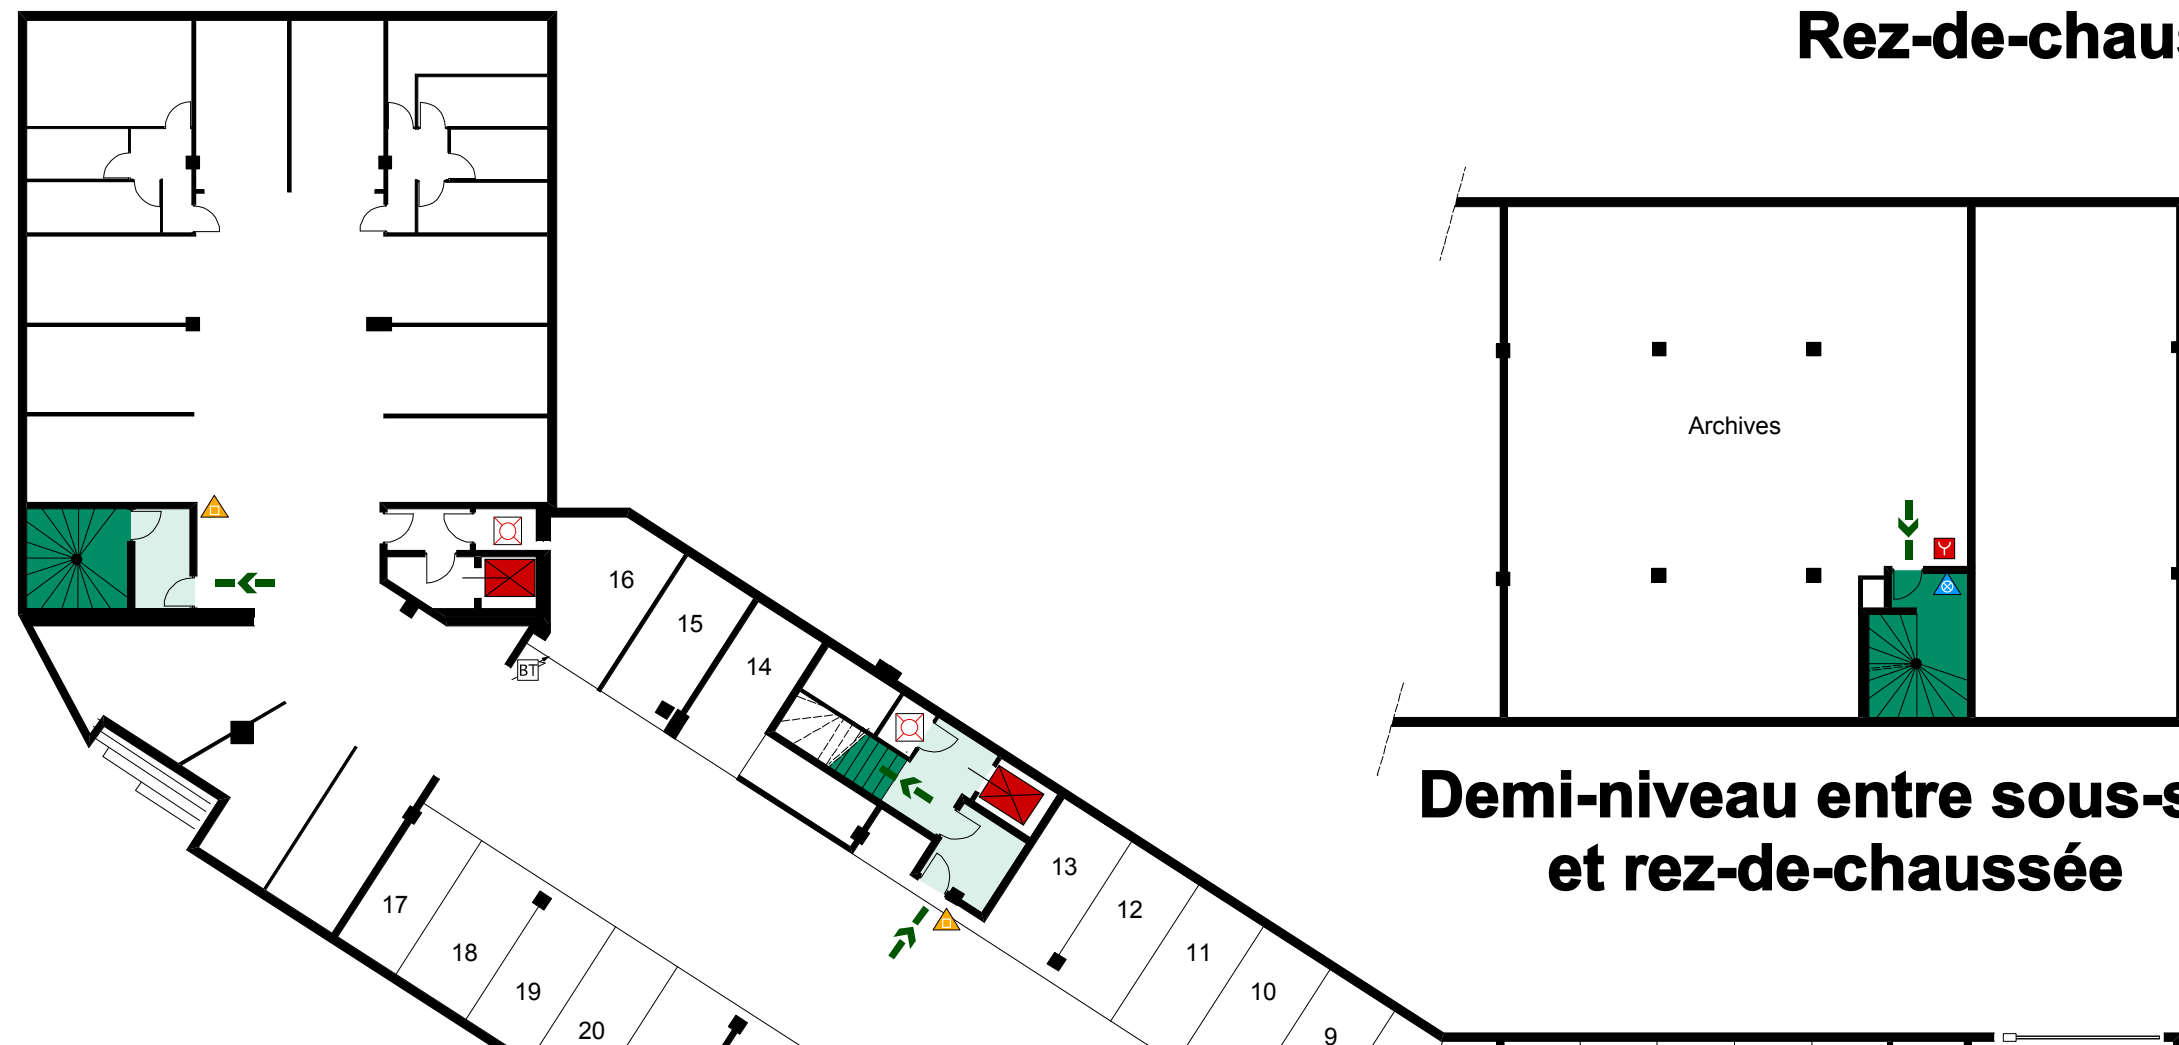 Rez-de-chaus
Archives
16
15
14
BT
Demi-niveau entre sous-s
et rez-de-chaussée
13
17
12
18
11
19
10
20
9